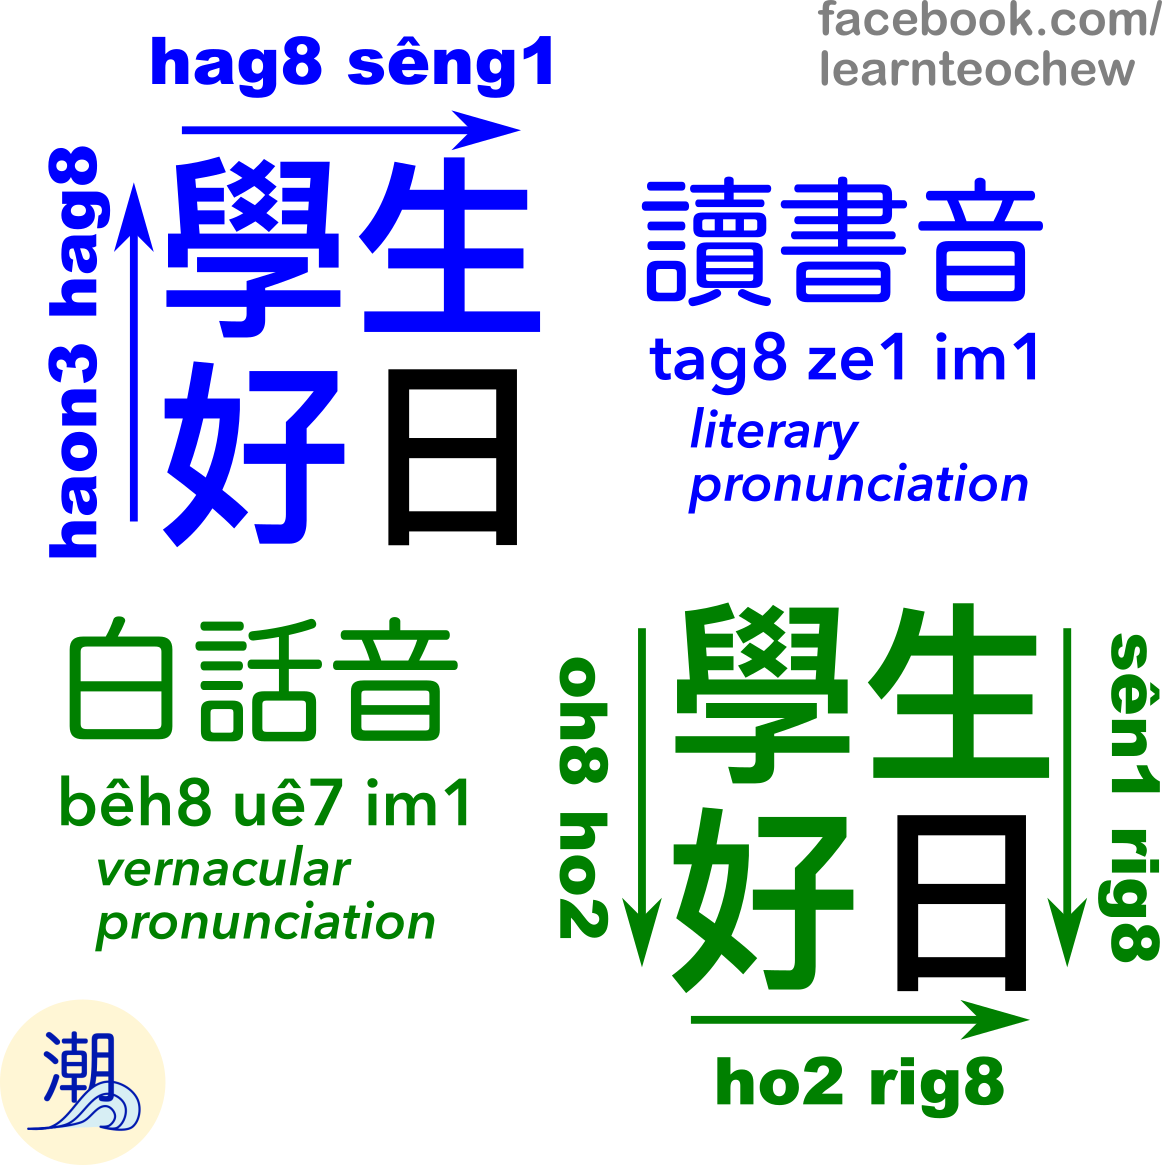 facebook.com/
learnteochew
hag8 sêng1
haon3 hag8
學生
好日
讀書音
tag8 ze1 im1
literary
pronunciation
白話音
bêh8 uê7 im1
vernacular
pronunciation
oh8 ho2
學生
好日
sên1 rig8
ho2 rig8
潮